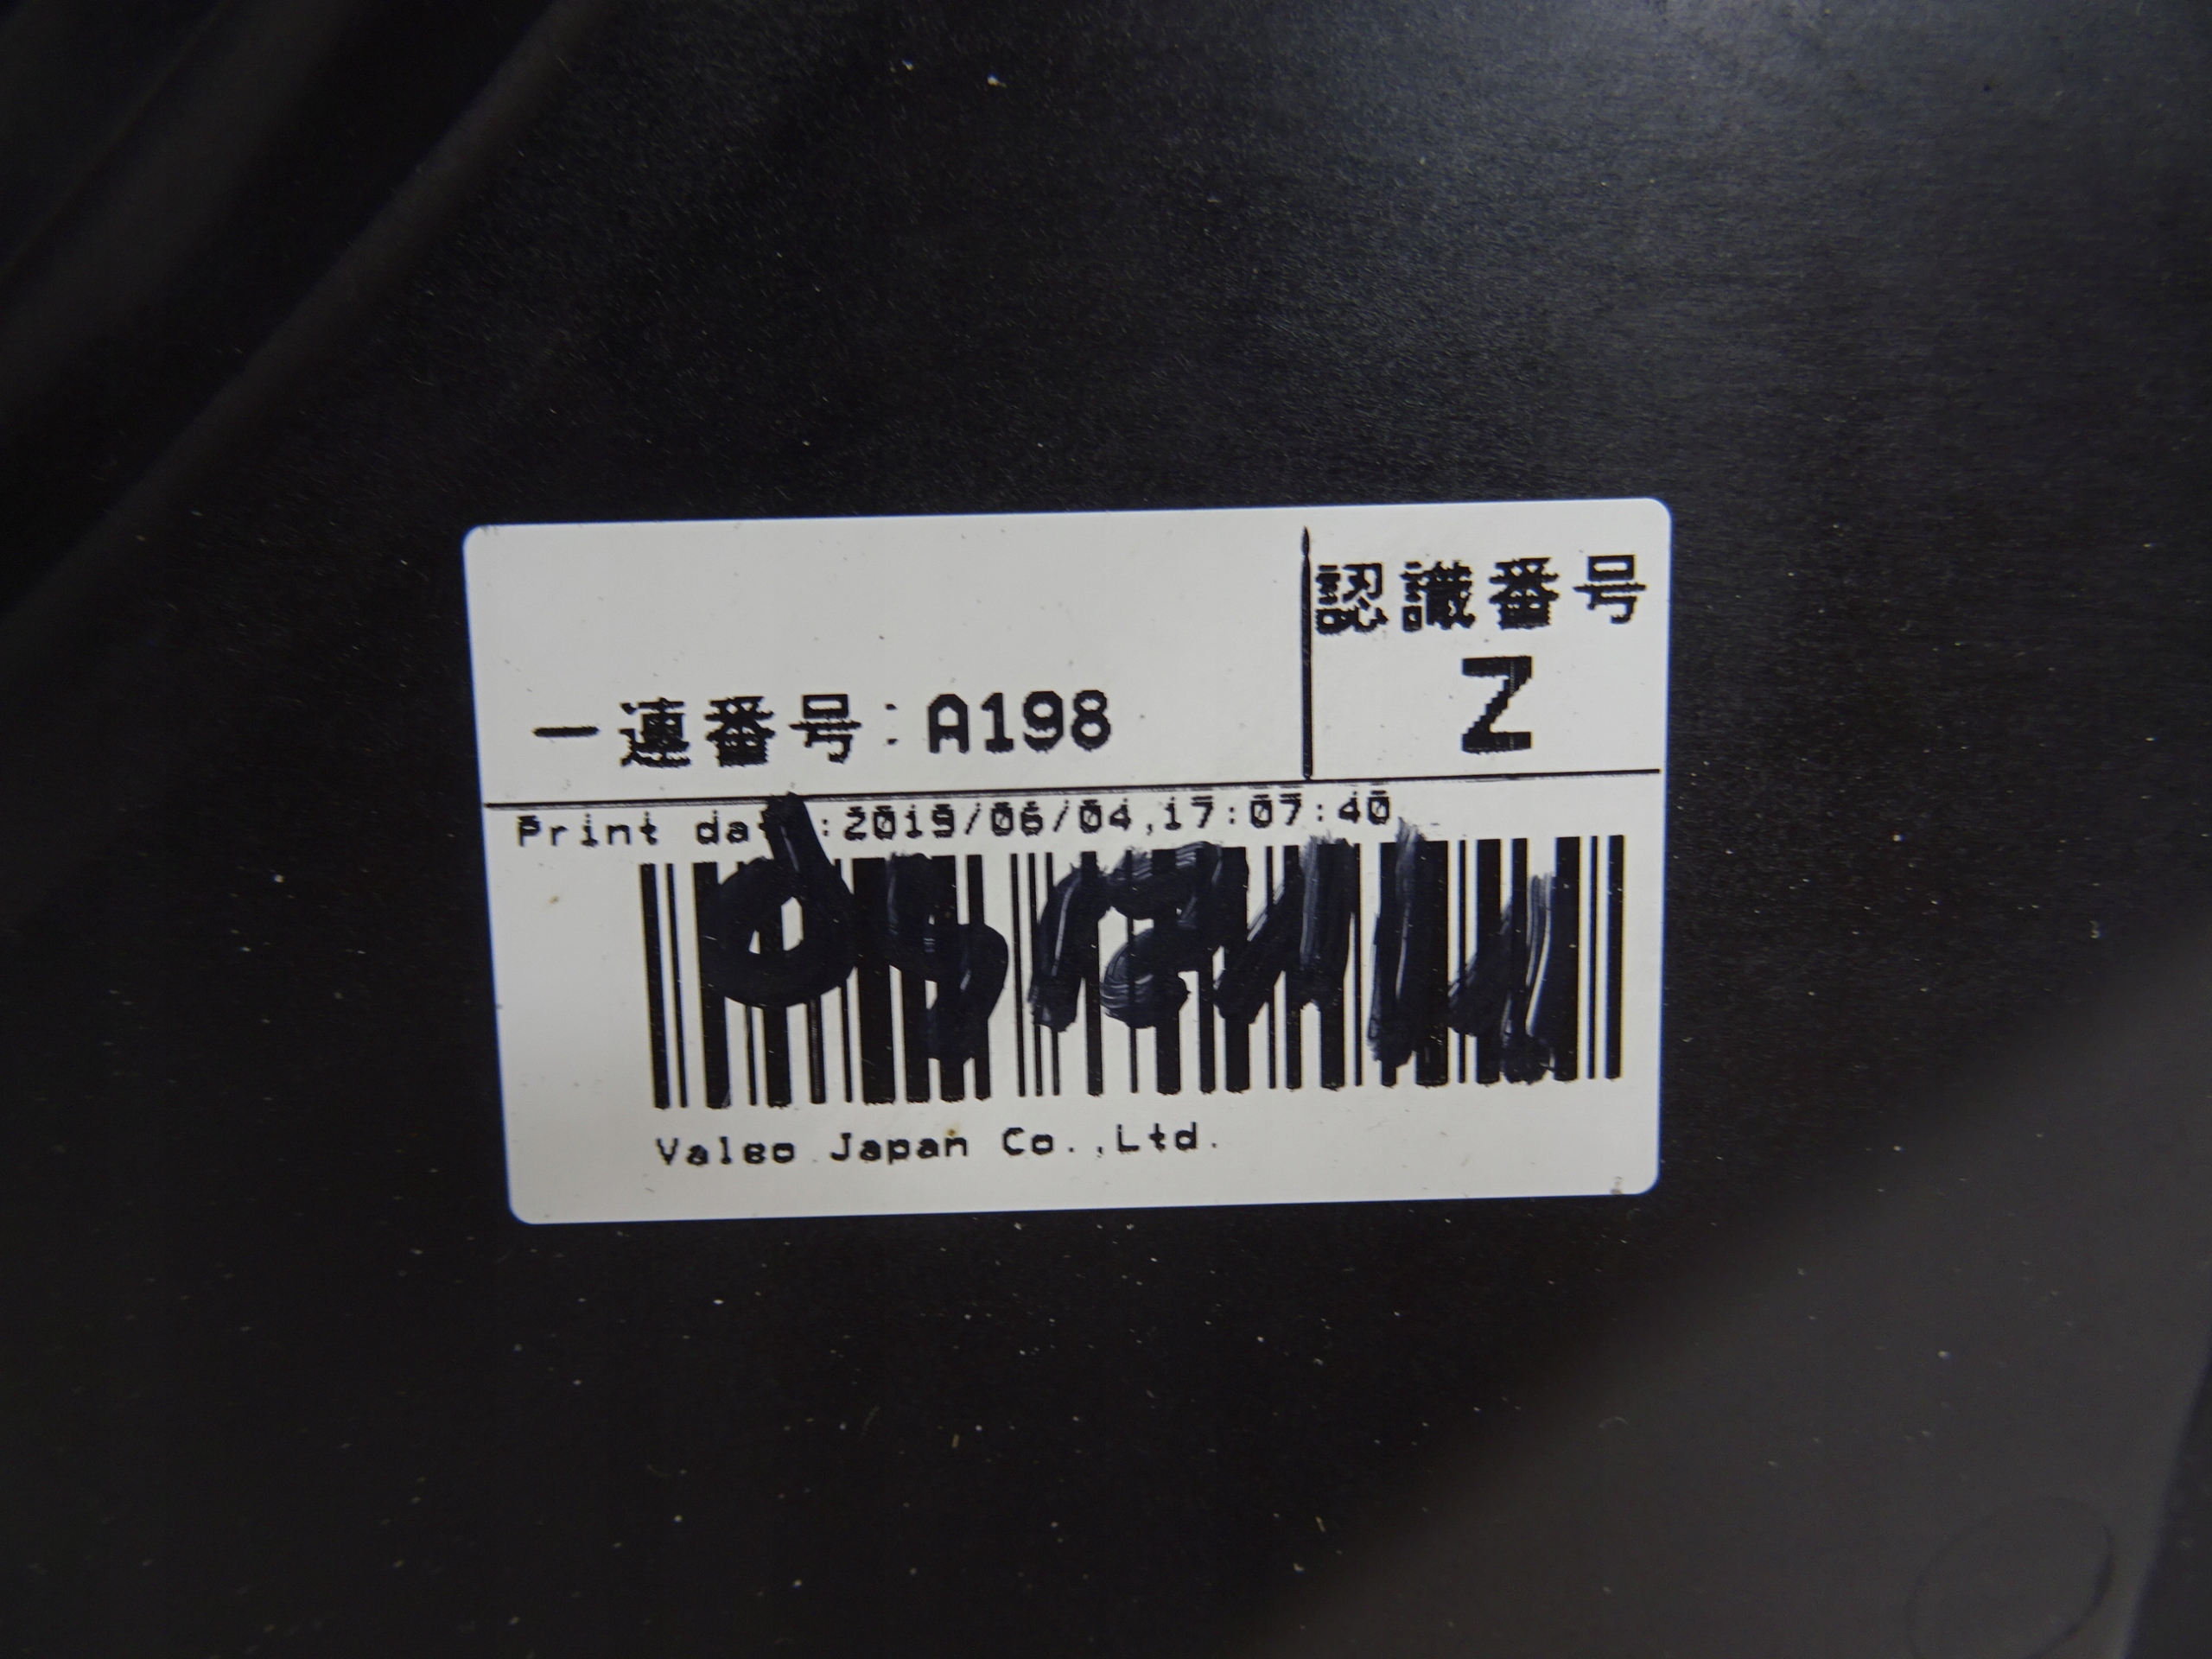 認識番号
Z
一連番号:A198
Print da :2019/06/04,17:07:40
Valeo Japan Co.,Ltd.